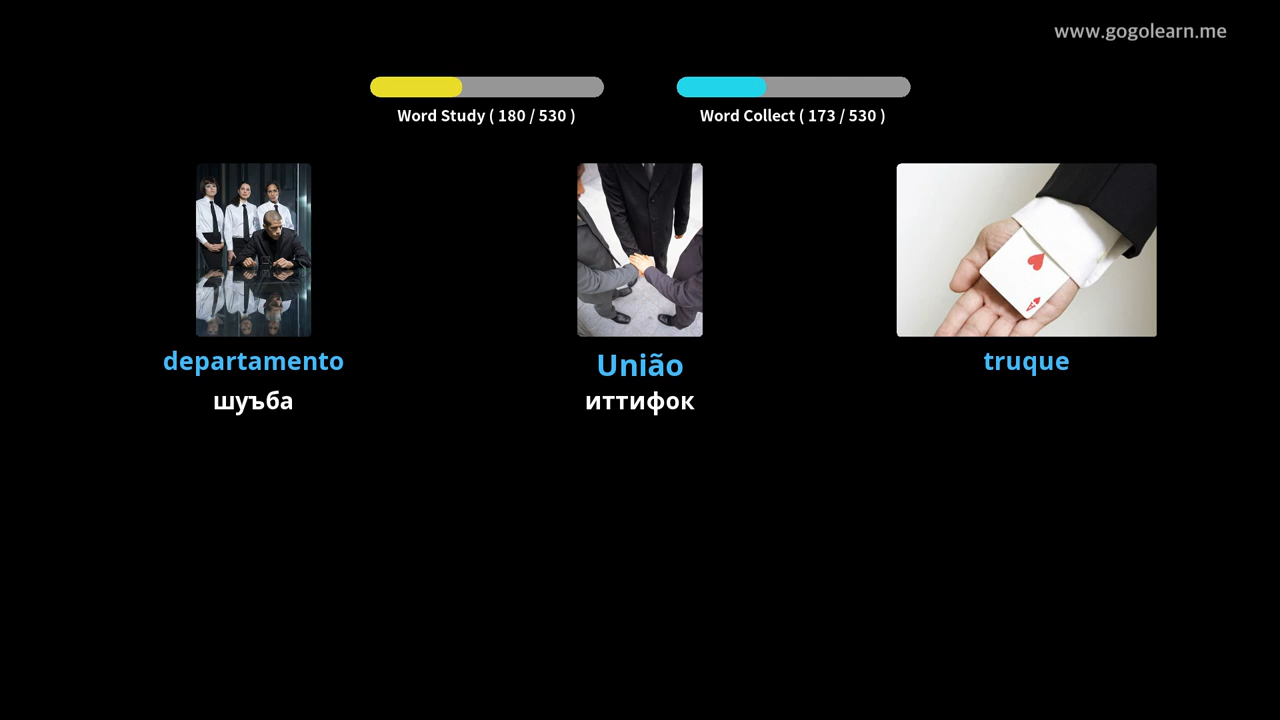 www.gogolearn.me
Word Study ( 180 / 530 )
Word Collect ( 173 / 530 )
departamento
União
truque
шуъба
иттифок